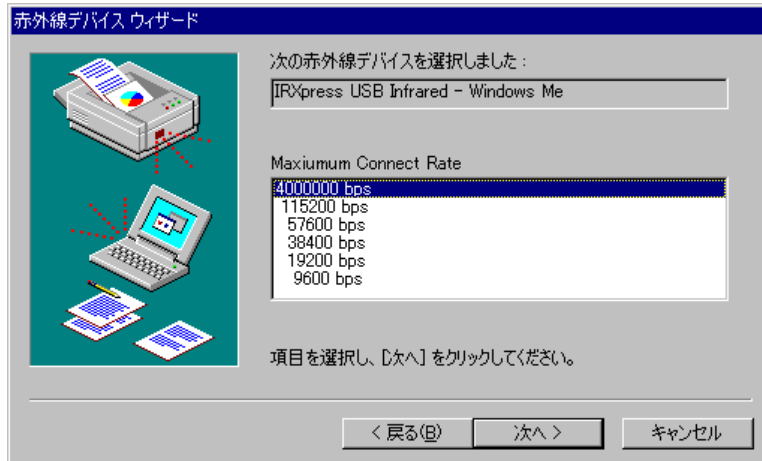 赤外線デバイス ウィザード
次の赤外線デバイスを選択しました：
IRXpress USB Infrared - Windows Me
Maxiumum Connect Rate
4000000 bps
115200 bps
57600 bps
38400 bps
19200 bps
9600 bps
項目を選択し、[次へ] をクリックしてください。
< 戻る(B)
次へ >
キャンセル